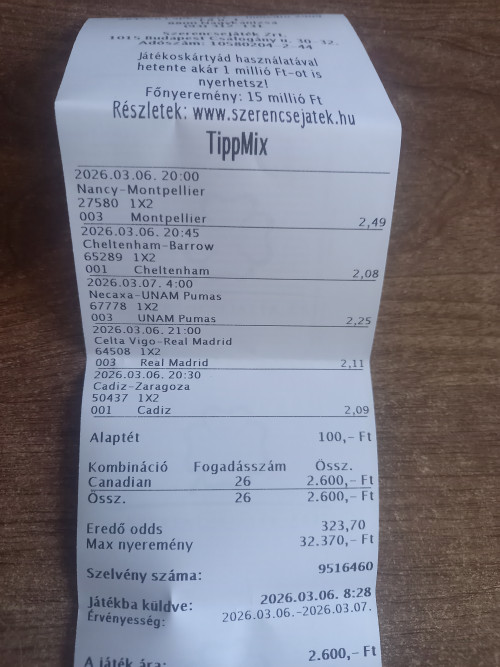 Szerencsejáték Zrt.
1015 Budapest Csalogány u. 30-32.
Adószám: 10580204-2-44
Játékoskártyád használatával
hetente akár 1 millió Ft-ot is
nyerhetsz!
Főnyeremény: 15 millió Ft
Részletek: www.szerencsejatek.hu
TippMix
2026.03.06. 20:00
Nancy-Montpellier
27580 1X2
003 Montpellier 2,49
2026.03.06. 20:45
Cheltenham-Barrow
65289 1X2
001 Cheltenham 2,08
2026.03.07. 4:00
Necaxa-UNAM Pumas
67778 1X2
003 UNAM Pumas 2,25
2026.03.06. 21:00
Celta Vigo-Real Madrid
64508 1X2
003 Real Madrid 2,11
2026.03.06. 20:30
Cadiz-Zaragoza
50437 1X2
001 Cadiz 2,09
Alaptét 100,- Ft
Kombináció Fogadásszám Össz.
Canadian 26 2.600,- Ft
Össz. 26 2.600,- Ft
Eredő odds 323,70
Max nyeremény 32.370,- Ft
Szelvény száma: 9516460
Játékba küldve: 2026.03.06. 8:28
Érvényesség: 2026.03.06.-2026.03.07.
A játék ára: 2.600,- Ft